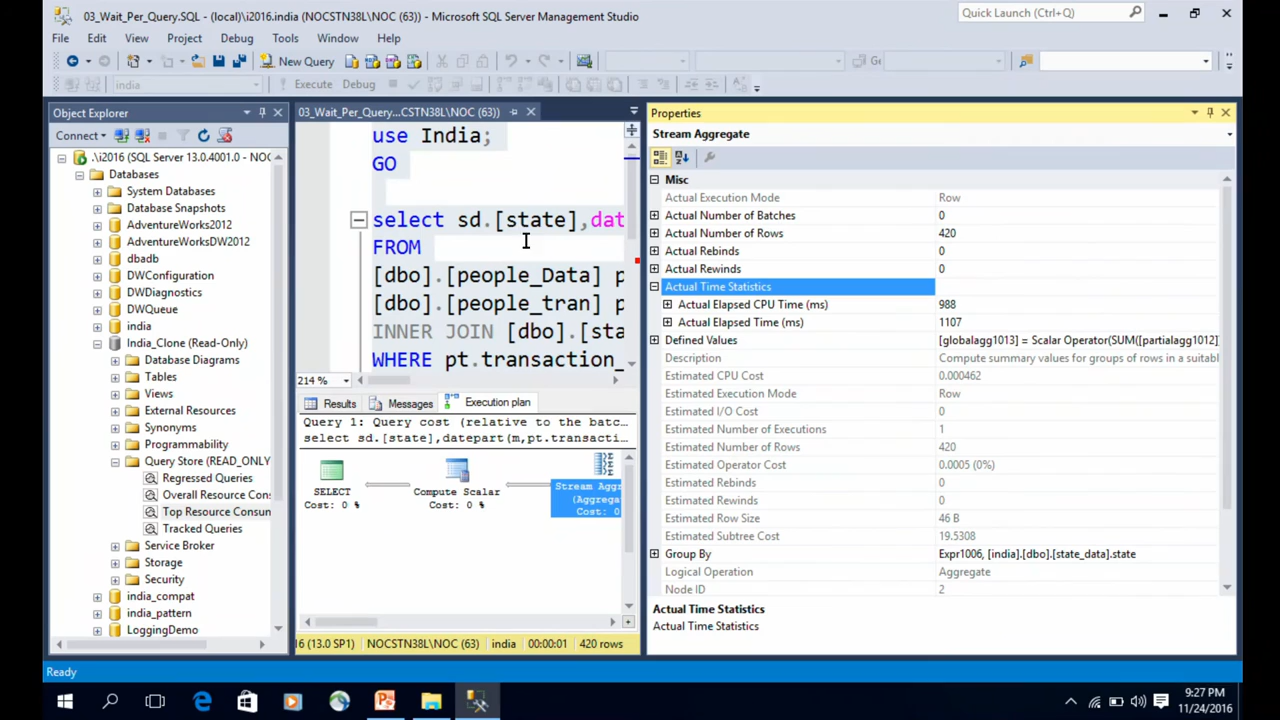 03_Wait_Per_Query.SQL - (local)\i2016.india (NOCSTN38L\NOC (63)) - Microsoft SQL Server Management Studio
Quick Launch (Ctrl+Q)
File Edit View Project Debug Tools Window Help
New Query
india Execute Debug
Object Explorer
Connect
.\i2016 (SQL Server 13.0.4001.0 - NOC
Databases
System Databases
Database Snapshots
AdventureWorks2012
AdventureWorksDW2012
dbadb
DWConfiguration
DWDiagnostics
DWQueue
india
India_Clone (Read-Only)
Database Diagrams
Tables
Views
External Resources
Synonyms
Programmability
Query Store (READ_ONLY
Regressed Queries
Overall Resource Con
Top Resource Consum
Tracked Queries
Service Broker
Storage
Security
india_compat
india_pattern
LoggingDemo
03_Wait_Per_Query...CSTN38L\NOC (63))
use India;
GO
select sd.[state],dat
FROM
[dbo].[people_Data] p
[dbo].[people_tran] p
INNER JOIN [dbo].[sta
WHERE pt.transaction_
214 %
Results Messages Execution plan
Query 1: Query cost (relative to the batc...
select sd.[state],datepart(m,pt.transacti...
SELECT
Cost: 0 %
Compute Scalar
Cost: 0 %
Stream Aggr
(Aggrega
Cost: 0
16 (13.0 SP1) NOCSTN38L\NOC (63) india 00:00:01 420 rows
Properties
Stream Aggregate
Misc
Actual Execution Mode Row
Actual Number of Batches 0
Actual Number of Rows 420
Actual Rebinds 0
Actual Rewinds 0
Actual Time Statistics
Actual Elapsed CPU Time (ms) 988
Actual Elapsed Time (ms) 1107
Defined Values [globalagg1013] = Scalar Operator(SUM([partialagg1012]
Description Compute summary values for groups of rows in a suitabl
Estimated CPU Cost 0.000462
Estimated Execution Mode Row
Estimated I/O Cost 0
Estimated Number of Executions 1
Estimated Number of Rows 420
Estimated Operator Cost 0.0005 (0%)
Estimated Rebinds 0
Estimated Rewinds 0
Estimated Row Size 46 B
Estimated Subtree Cost 19.5308
Group By Expr1006, [india].[dbo].[state_data].state
Logical Operation Aggregate
Node ID 2
Actual Time Statistics
Actual Time Statistics
Ready
9:27 PM
11/24/2016